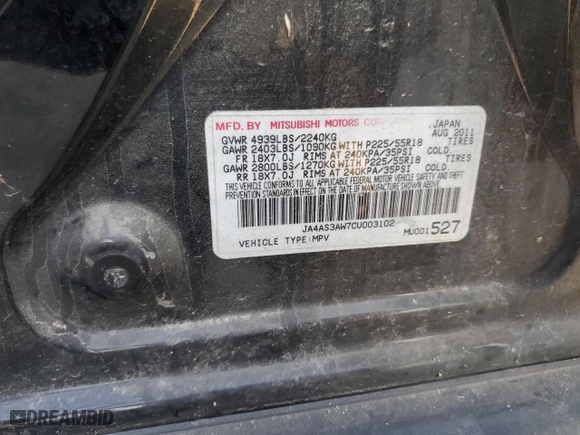 MFD. BY MITSUBISHI MOTORS CORPORATION JAPAN
AUG 2011
GVWR 4939LBS/2240KG
GAWR 2403LBS/1090KG WITH P225/55R18 TIRES
FR 18X7.0J RIMS AT 240KPA/35PSI COLD
GAWR 2800LBS/1270KG WITH P225/55R18 TIRES
RR 18X7.0J RIMS AT 240KPA/35PSI COLD
THIS VEHICLE CONFORMS TO ALL APPLICABLE FEDERAL MOTOR VEHICLE SAFETY AND THEFT
PREVENTION STANDARDS IN EFFECT ON THE DATE OF MANUFACTURE SHOWN ABOVE.
JA4AS3AW7CU003102
VEHICLE TYPE:MPV
MU001 527
DREAMBID